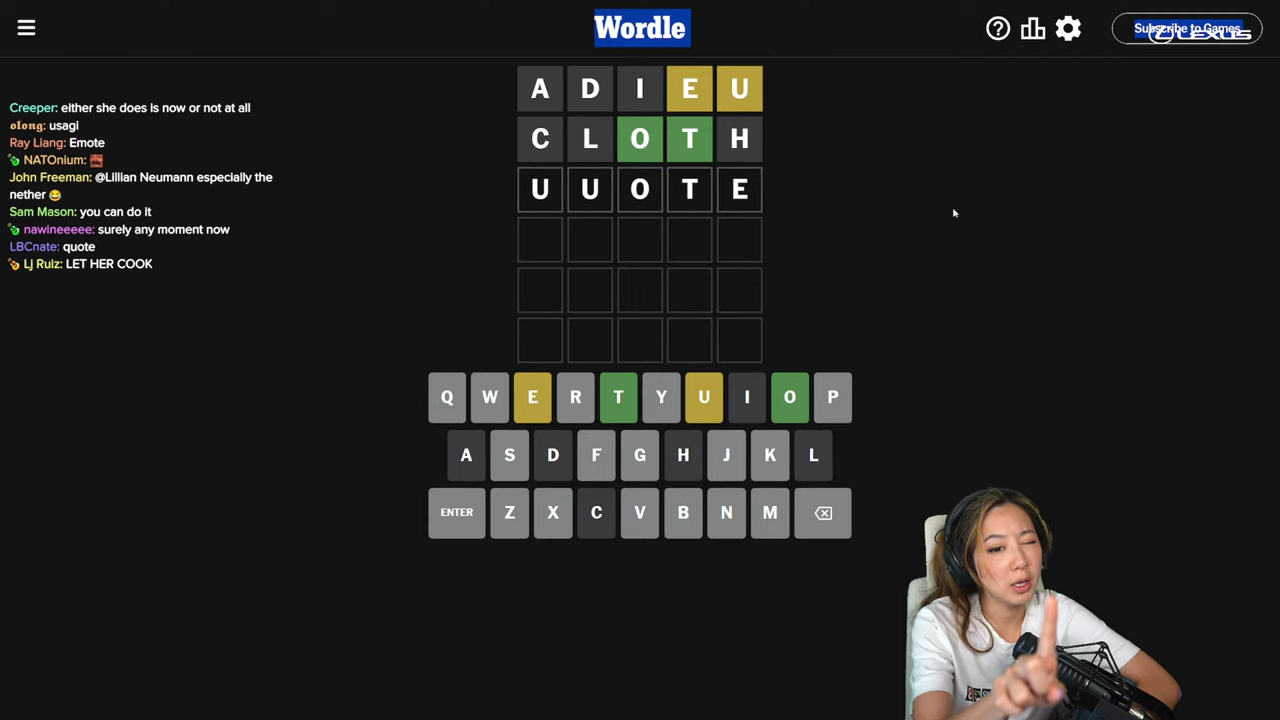 Wordle
Subscribe to Games
LEXUS
A D I E U
C L O T H
U U O T E
Creeper: either she does is now or not at all
olong: usagi
Ray Liang: Emote
NATOnium:
John Freeman: @Lillian Neumann especially the
nether 😂
Sam Mason: you can do it
nawineeeee: surely any moment now
LBCnate: quote
Lj Ruiz: LET HER COOK
Q W E R T Y U I O P
A S D F G H J K L
ENTER Z X C V B N M